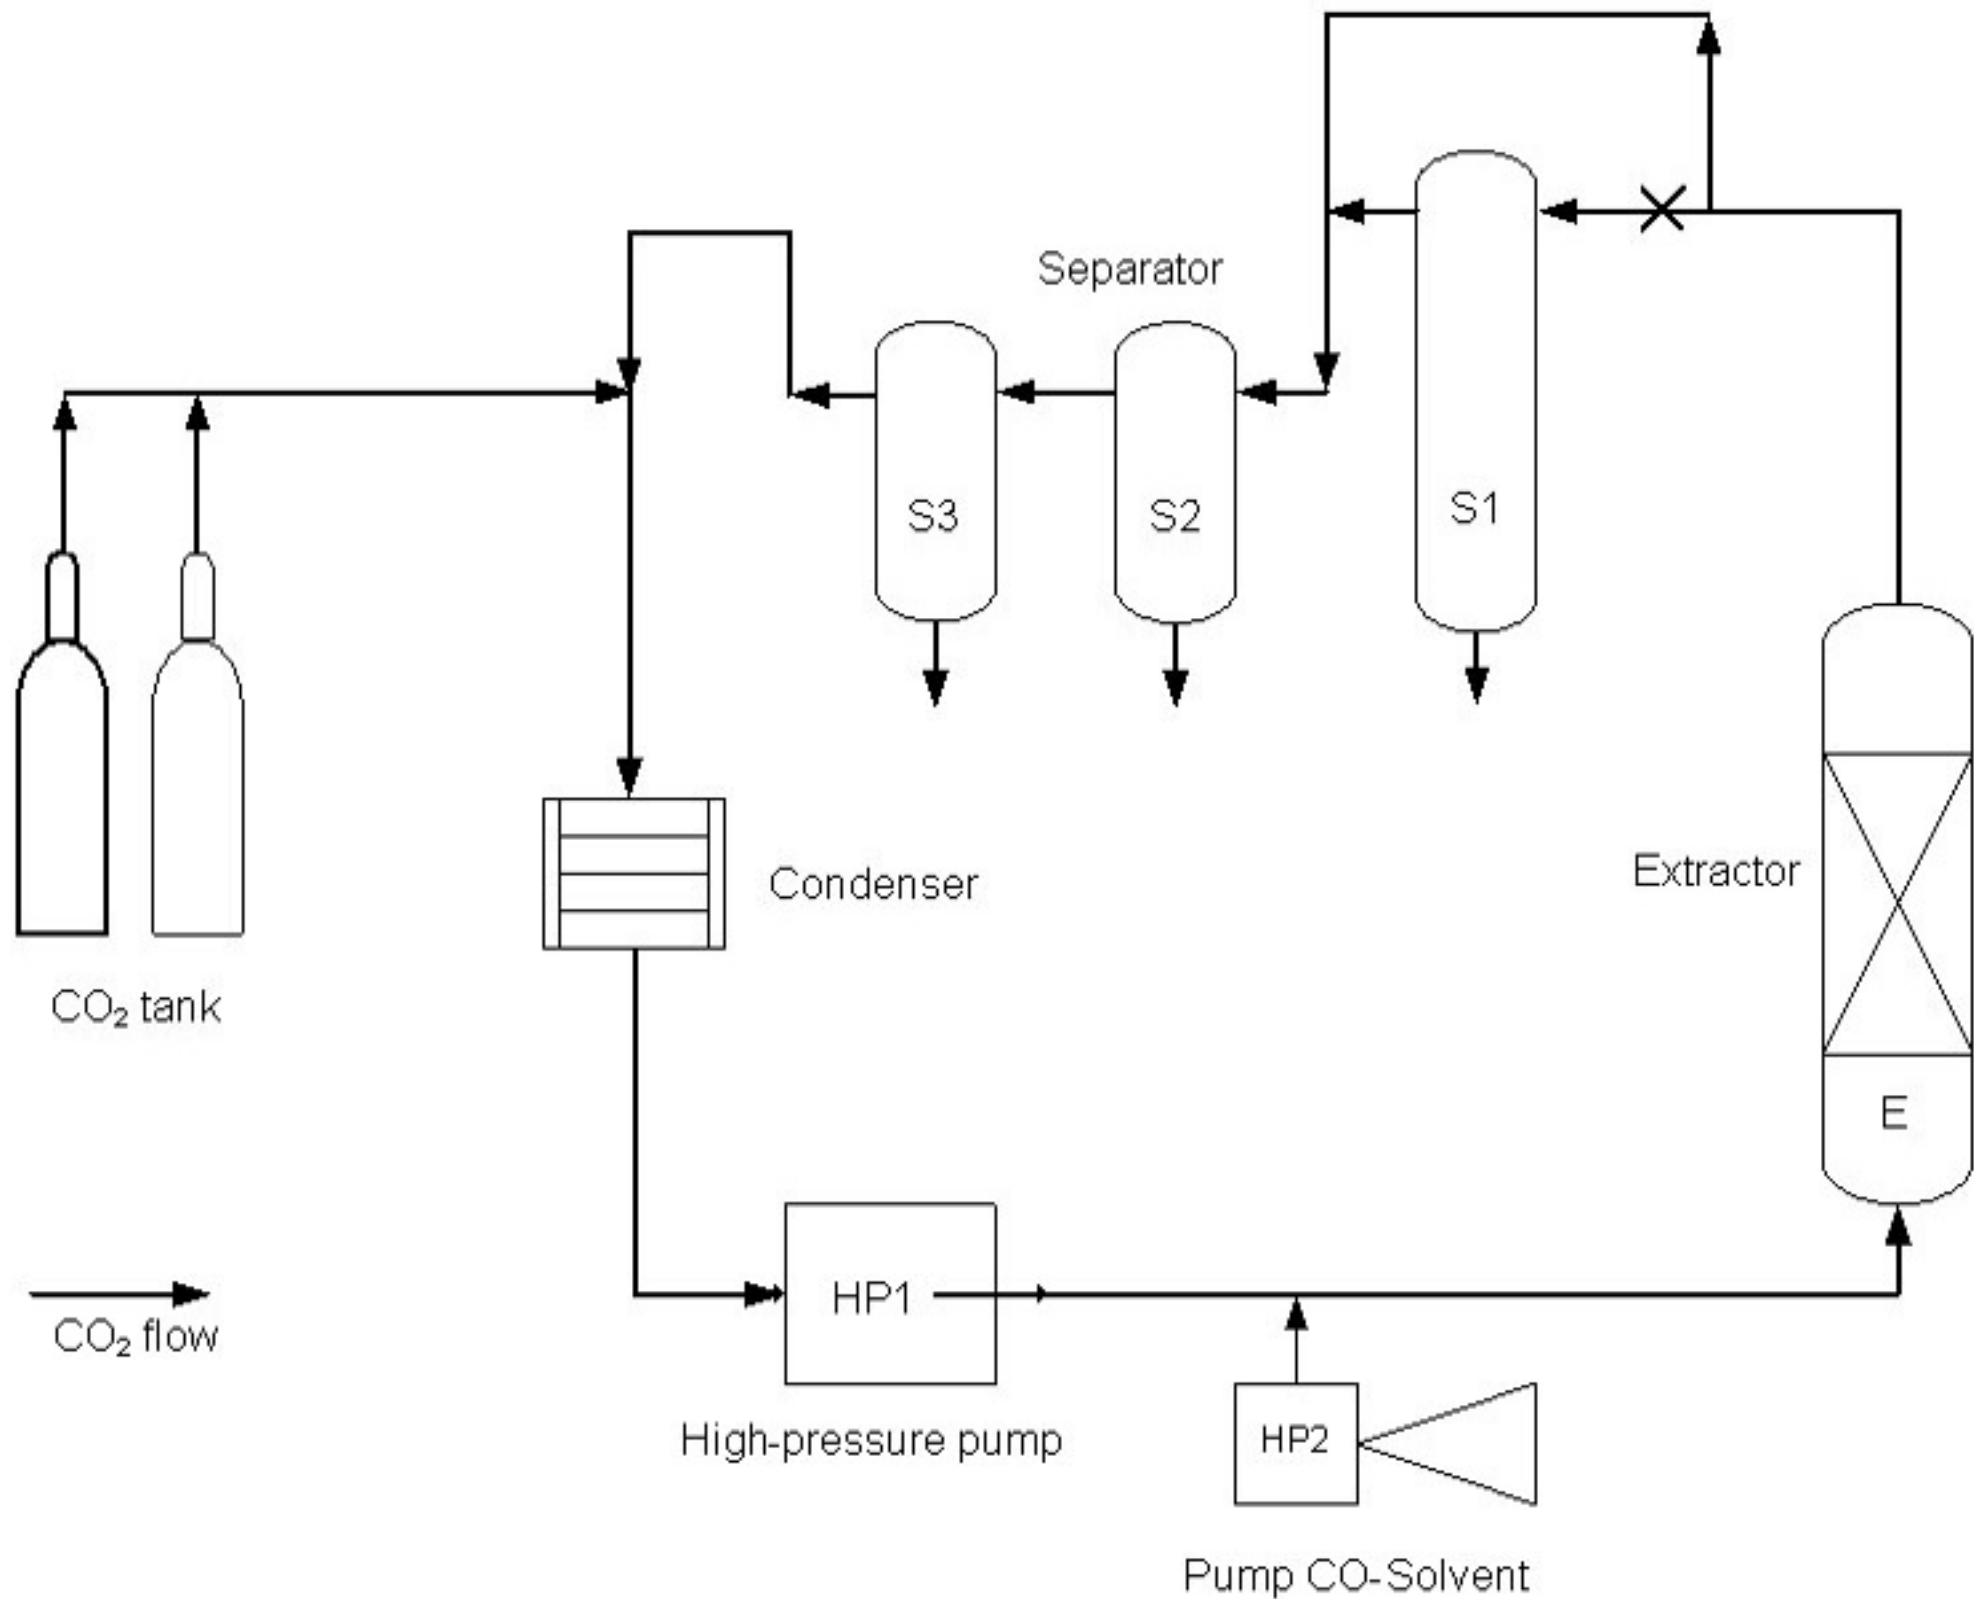 Separator
S3
S2
S1
Condenser
Extractor
CO₂ tank
E
HP1
CO₂ flow
High-pressure pump
HP2
Pump CO-Solvent